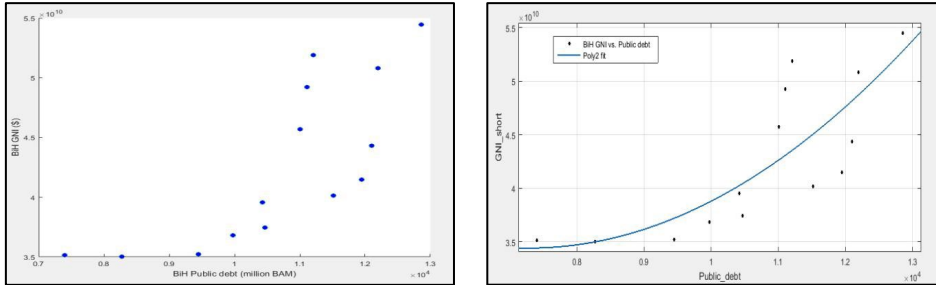 × 10^10
5.5
5
4.5
4
3.5
0.7 0.8 0.9 1 1.1 1.2 1.3
× 10^4
BiH GNI ($)
BiH Public debt (million BAM)
× 10^10
5.5
5
4.5
4
3.5
0.8 0.9 1 1.1 1.2 1.3
× 10^4
GNI_short
Public_debt
BiH GNI vs. Public debt
Poly2 fit